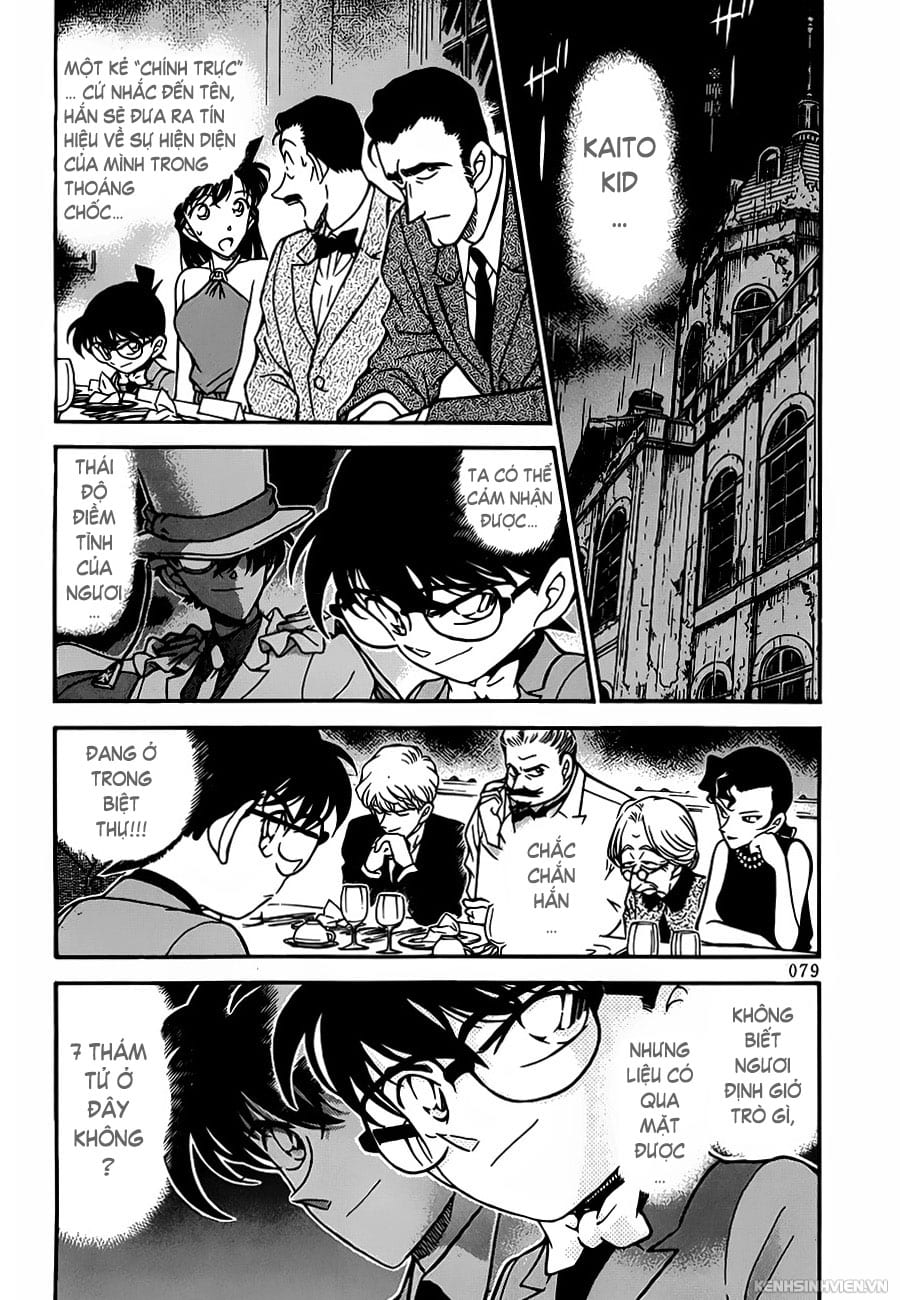 KAITO
KID
...
※嘩啦
MỘT KẺ “CHÍNH TRỰC”
... CỨ NHẮC ĐẾN TÊN,
HẮN SẼ ĐƯA RA TÍN
HIỆU VỀ SỰ HIỆN DIỆN
CỦA MÌNH TRONG
THOÁNG
CHỐC...
TA CÓ THỂ
CẢM NHẬN
ĐƯỢC...
THÁI
ĐỘ
ĐIỀM
TỈNH CỦA
NGƯƠI
...
CHẮC
CHẮN
HẮN
...
ĐANG Ở
TRONG
BIỆT
THỰ!!!
079
KHÔNG
BIẾT
NGƯƠI
ĐỊNH GIỞ
TRÒ GÌ,
NHƯNG
LIỆU CÓ
QUA
MẶT ĐƯỢC
...
7 THÁM
TỬ Ở
ĐÂY
KHÔNG
?
KENHSINHVIEN.VN